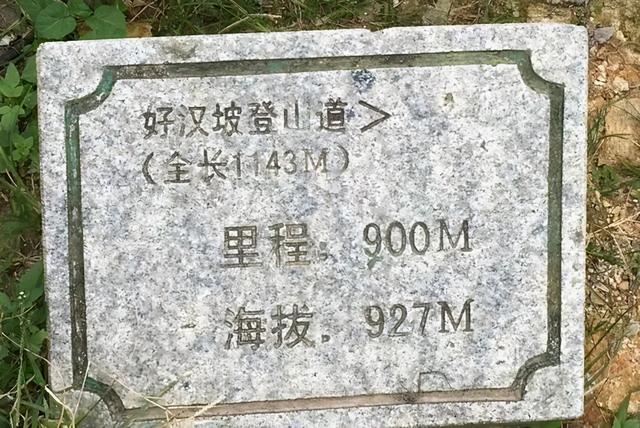 好汉坡登山道>
(全长1143M)
里程: 900M
海拔: 927M